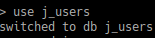 > use j_users
switched to db j_users